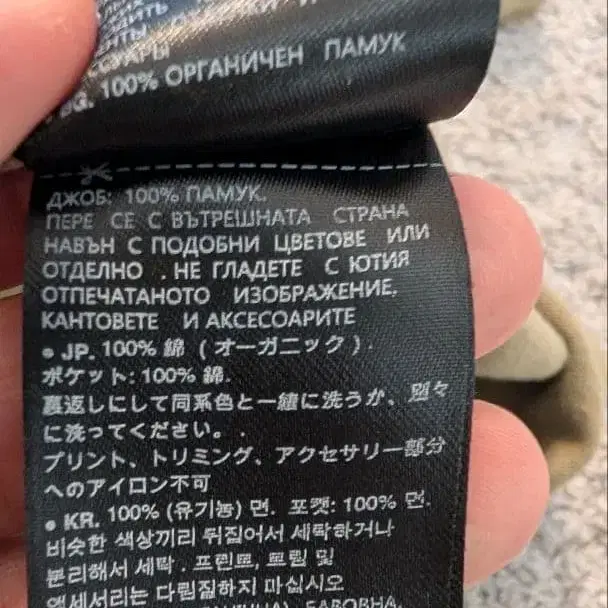 ДИТЬ
И
СУАРЫ
BG. 100% ОРГАНИЧЕН ПАМУК
ДЖОБ: 100% ПАМУК.
ПЕРЕ СЕ С ВЪТРЕШНАТА СТРАНА
НАВЪН С ПОДОБНИ ЦВЕТОВЕ ИЛИ
ОТДЕЛНО . НЕ ГЛАДЕТЕ С ЮТИЯ
ОТПЕЧАТАНОТО ИЗОБРАЖЕНИЕ,
КАНТОВЕТЕ И АКСЕСОАРИТЕ
● JP. 100% 綿 ( オーガニック ) .
ポケット: 100% 綿.
裏返しにして同系色と一緒に洗うか、別々
に洗ってください。 .
プリント、トリミング、アクセサリー部分
へのアイロン不可
● KR. 100% (유기농) 면. 포켓: 100% 면.
비슷한 색상끼리 뒤집어서 세탁하거나
분리해서 세탁 . 프린트, 트림 및
액세서리는 다림질하지 마십시오
БАВОВНА.